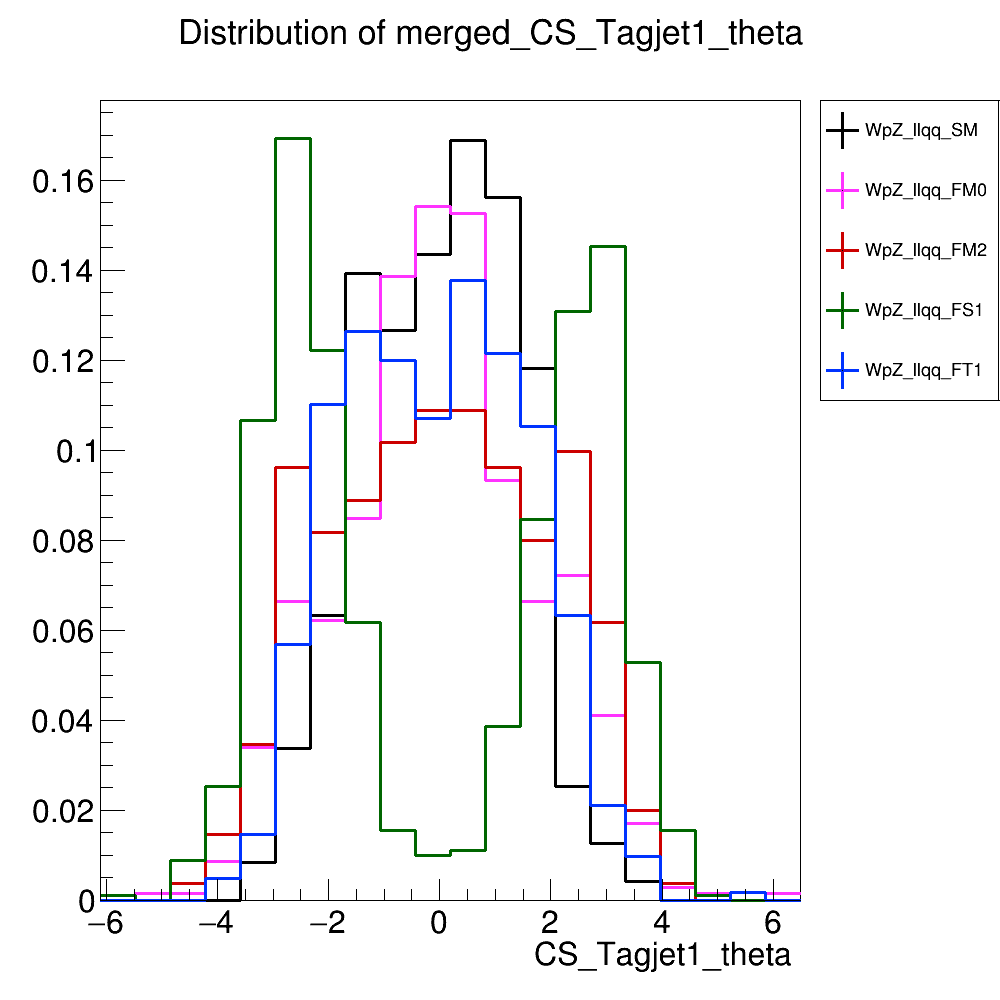 Distribution of merged_CS_Tagjet1_theta
WpZ_llqq_SM
WpZ_llqq_FM0
WpZ_llqq_FM2
WpZ_llqq_FS1
WpZ_llqq_FT1
0.16
0.14
0.12
0.1
0.08
0.06
0.04
0.02
0
−6 −4 −2 0 2 4 6
CS_Tagjet1_theta